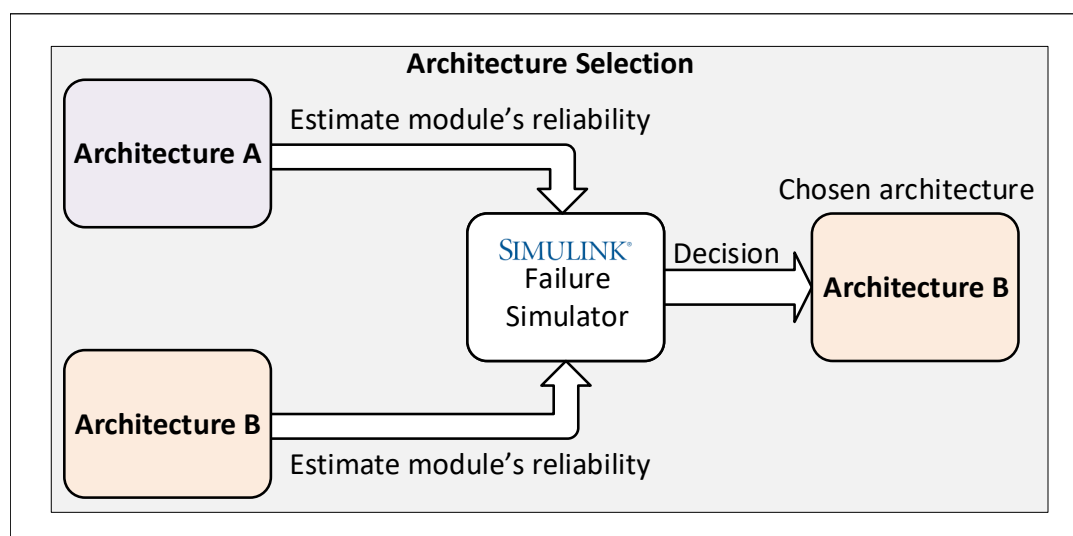 Architecture Selection
Architecture A
Estimate module’s reliability
SIMULINK®
Failure
Simulator
Decision
Chosen architecture
Architecture B
Architecture B
Estimate module’s reliability